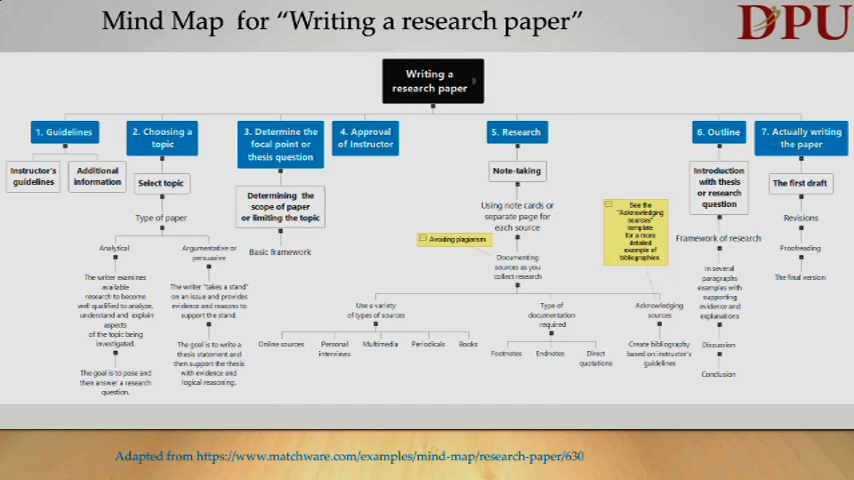 Mind Map for “Writing a research paper”
DPU
Writing a
research paper
1. Guidelines
Instructor's
guidelines
Additional
information
2. Choosing a
topic
Select topic
Type of paper
Analytical
The writer examines
available
research to become
well qualified to analyze,
understand and explain
aspects
of the topic being
investigated.
The goal is to pose and
then answer a research
question.
Argumentative or
persuasive
The writer "takes a stand"
on an issue and provides
evidence and reasons to
support the stand.
The goal is to write a
thesis statement and
then support the thesis
with evidence and
logical reasoning.
3. Determine the
focal point or
thesis question
Determining the
scope of paper
or limiting the topic
Basic framework
4. Approval
of Instructor
5. Research
Note-taking
Using note cards or
separate page for
each source
Avoiding plagiarism
Documenting
sources as you
collect research
Use a variety
of types of sources
Online sources
Personal
interviews
Multimedia
Periodicals
Books
Type of
documentation
required
Footnotes
Endnotes
Direct
quotations
See the
"Acknowledging
sources"
template
for a more
detailed
example of
bibliographies.
Acknowledging
sources
Create bibliography
based on instructor's
guidelines
6. Outline
Introduction
with thesis
or research
question
Framework of research
In several
paragraphs
examples with
supporting
evidence and
explanations
Discussion
Conclusion
7. Actually writing
the paper
The first draft
Revisions
Proofreading
The final version
Adapted from https://www.matchware.com/examples/mind-map/research-paper/630